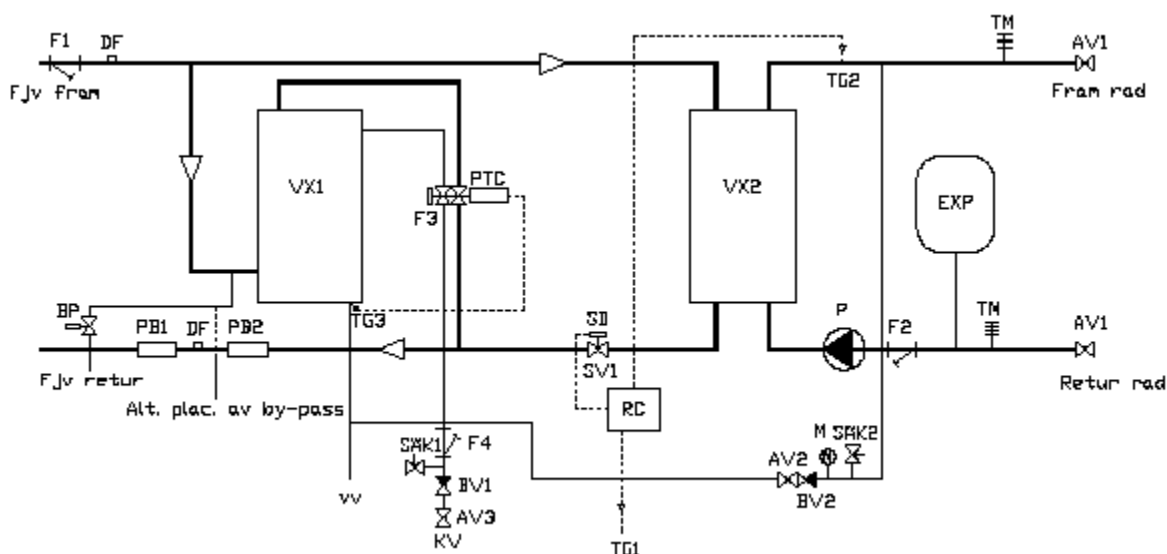 F1
DF
TM
AV1
Fjv fram
TG2
Fram rad
VX1
PTC
VX2
F3
EXP
BP
PB1
DF
PB2
TG3
SD
P
F2
TM
AV1
SV1
Fjv retur
Retur rad
Alt. plac. av by-pass
RC
SÄK1
F4
M
SÄK2
AV2
BV1
BV2
VV
AV3
KV
TG1